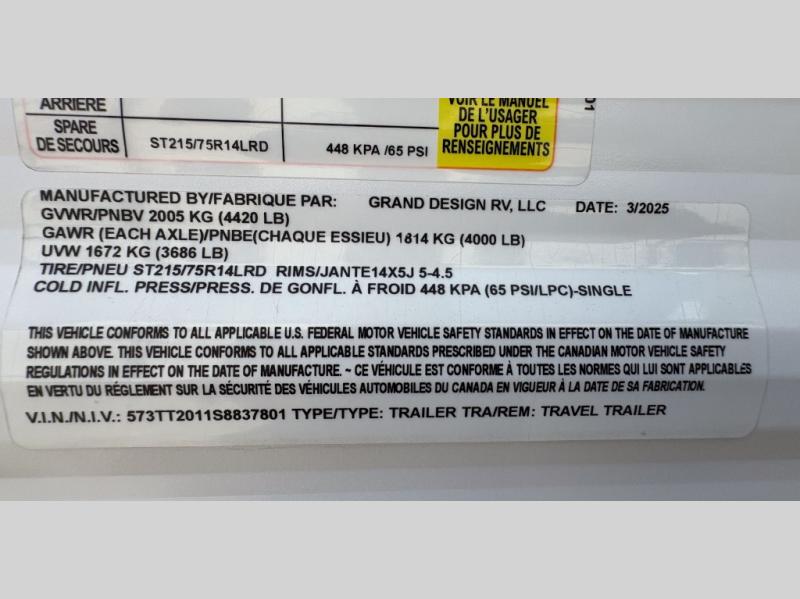 ARRIÈRE
SPARE
DE SECOURS
ST215/75R14LRD
448 KPA /65 PSI
VOIR LE MANUEL
DE L'USAGER
POUR PLUS DE
RENSEIGNEMENTS
MANUFACTURED BY/FABRIQUE PAR: GRAND DESIGN RV, LLC DATE: 3/2025
GVWR/PNBV 2005 KG (4420 LB)
GAWR (EACH AXLE)/PNBE(CHAQUE ESSIEU) 1814 KG (4000 LB)
UVW 1672 KG (3686 LB)
TIRE/PNEU ST215/75R14LRD RIMS/JANTE14X5J 5-4.5
COLD INFL. PRESS/PRESS. DE GONFL. À FROID 448 KPA (65 PSI/LPC)-SINGLE
THIS VEHICLE CONFORMS TO ALL APPLICABLE U.S. FEDERAL MOTOR VEHICLE SAFETY STANDARDS IN EFFECT ON THE DATE OF MANUFACTURE
SHOWN ABOVE. THIS VEHICLE CONFORMS TO ALL APPLICABLE STANDARDS PRESCRIBED UNDER THE CANADIAN MOTOR VEHICLE SAFETY
REGULATIONS IN EFFECT ON THE DATE OF MANUFACTURE. ~ CE VÉHICULE EST CONFORME À TOUTES LES NORMES QUI LUI SONT APPLICABLES
EN VERTU DU RÉGLEMENT SUR LA SÉCURITÉ DES VÉHICULES AUTOMOBILES DU CANADA EN VIGUEUR À LA DATE DE SA FABRICATION.
V.I.N./N.I.V.: 573TT2011S8837801 TYPE/TYPE: TRAILER TRA/REM: TRAVEL TRAILER